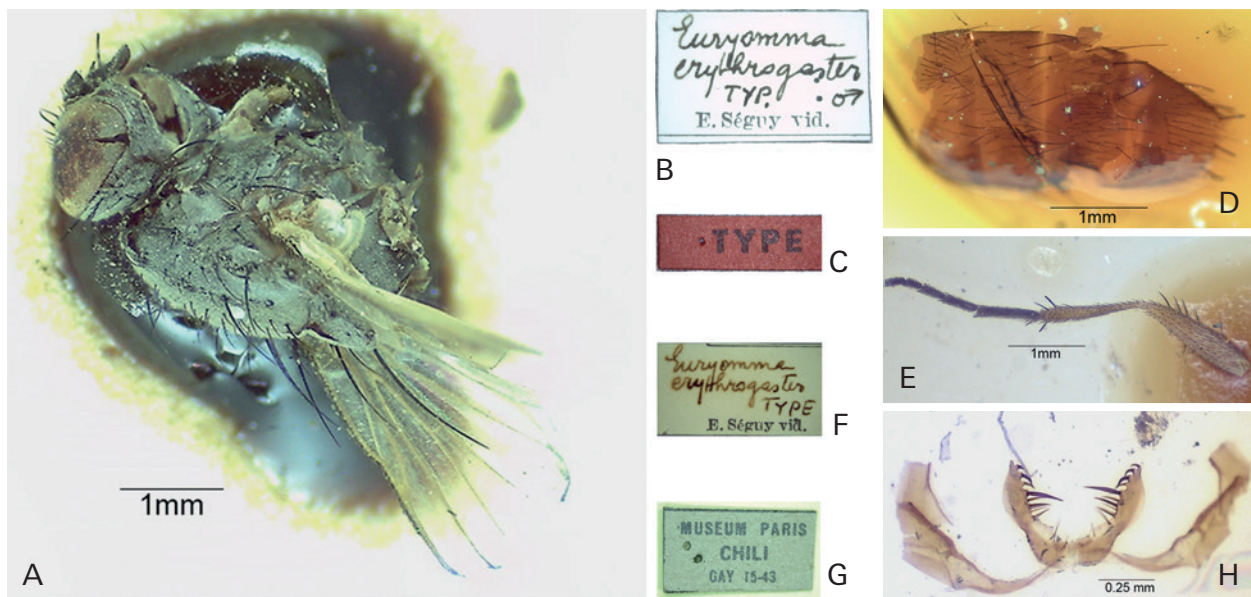 A
1mm
Euryomma
erythrogaster
TYP. . ♂
E. Séguy vid.
B
TYPE
C
Euryomma
erythrogaster
TYPE
E. Séguy vid.
F
MUSEUM PARIS
CHILI
GAY 15-43
G
D
1mm
1mm
E
0.25 mm
H